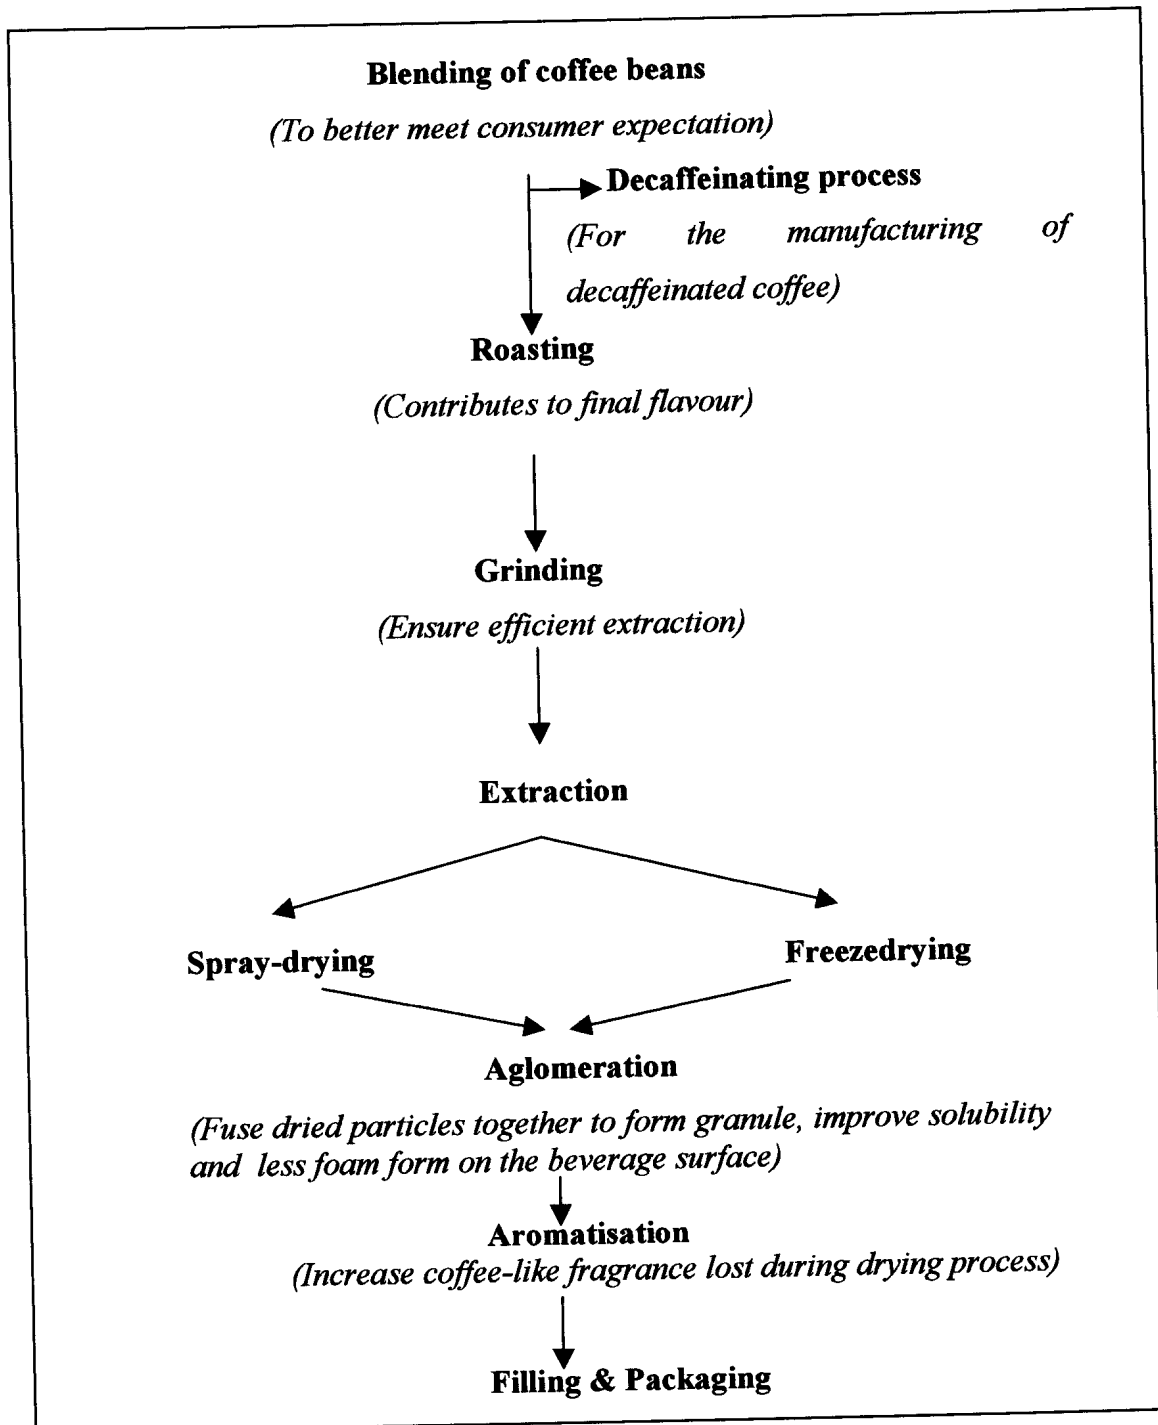 Blending of coffee beans
(To better meet consumer expectation)
Decaffeinating process
(For the manufacturing of
decaffeinated coffee)
Roasting
(Contributes to final flavour)
Grinding
(Ensure efficient extraction)
Extraction
Spray-drying
Freezedrying
Aglomeration
(Fuse dried particles together to form granule, improve solubility
and less foam form on the beverage surface)
Aromatisation
(Increase coffee-like fragrance lost during drying process)
Filling & Packaging